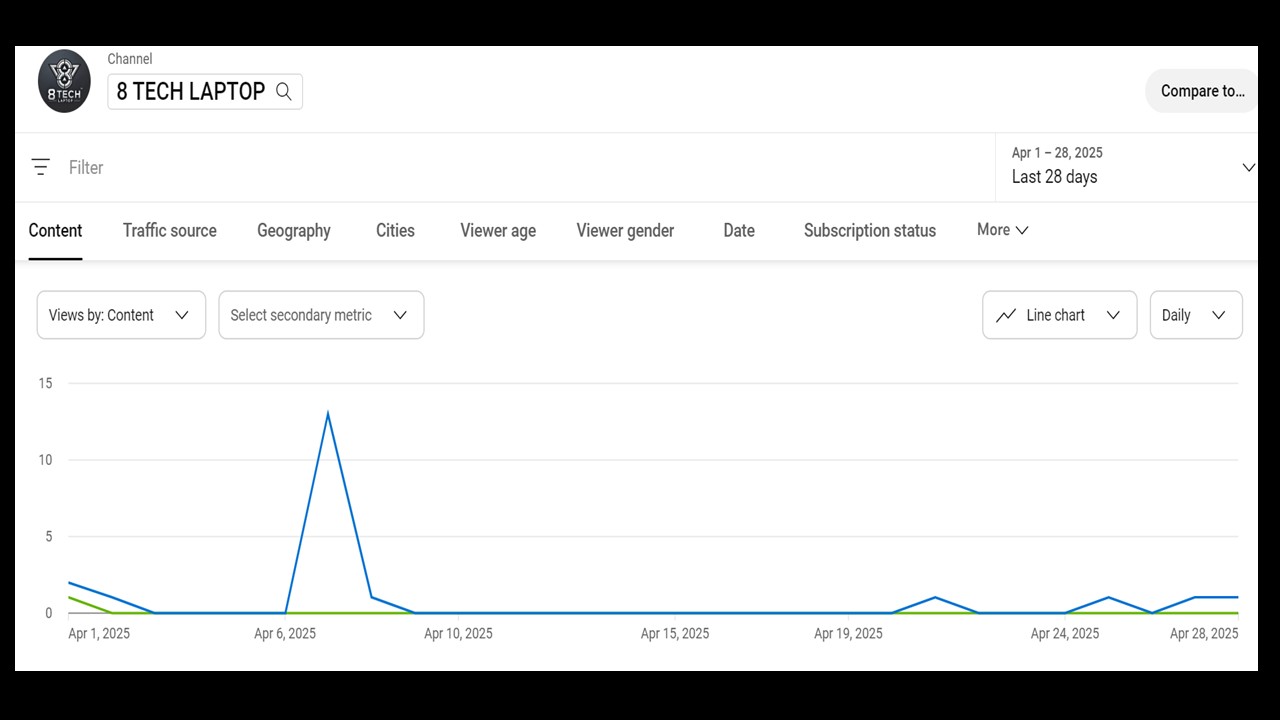 Channel
8 TECH LAPTOP
8 TECH
LAPTOP
Compare to...
Filter
Apr 1 – 28, 2025
Last 28 days
Content Traffic source Geography Cities Viewer age Viewer gender Date Subscription status More
Views by: Content Select secondary metric Line chart Daily
15
10
5
0
Apr 1, 2025 Apr 6, 2025 Apr 10, 2025 Apr 15, 2025 Apr 19, 2025 Apr 24, 2025 Apr 28, 2025